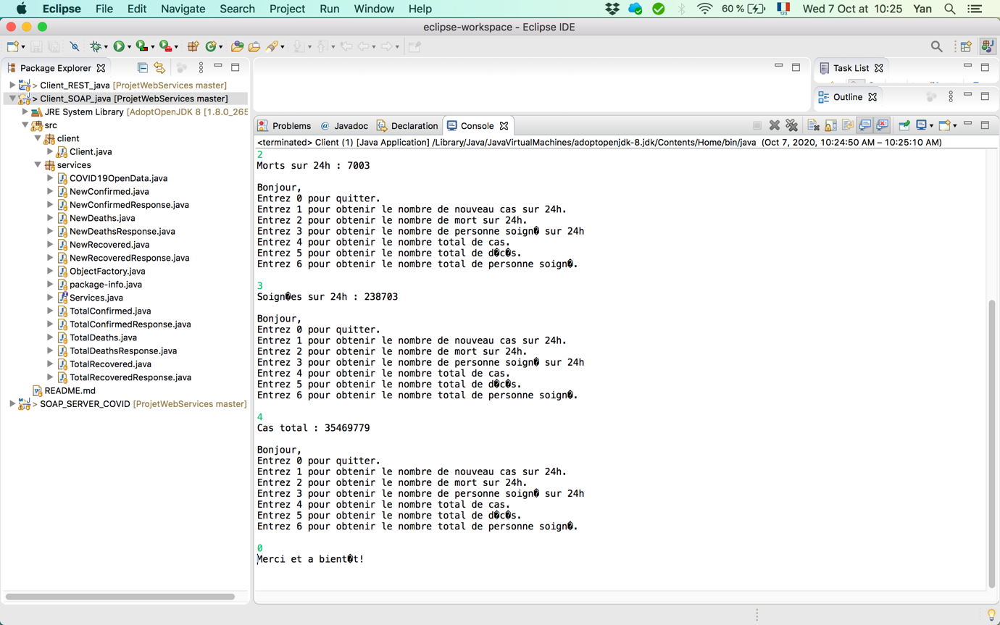 Eclipse File Edit Navigate Search Project Run Window Help 60 % 123 Wed 7 Oct at 10:25 Yan
eclipse-workspace - Eclipse IDE
Package Explorer
> Client_REST_java [ProjetWebServices master]
> Client_SOAP_java [ProjetWebServices master]
JRE System Library [AdoptOpenJDK 8 [1.8.0_265
src
client
Client.java
services
COVID19OpenData.java
NewConfirmed.java
NewConfirmedResponse.java
NewDeaths.java
NewDeathsResponse.java
NewRecovered.java
NewRecoveredResponse.java
ObjectFactory.java
package-info.java
Services.java
TotalConfirmed.java
TotalConfirmedResponse.java
TotalDeaths.java
TotalDeathsResponse.java
TotalRecovered.java
TotalRecoveredResponse.java
README.md
> SOAP_SERVER_COVID [ProjetWebServices master]
Task List
Outline
Problems @ Javadoc Declaration Console
<terminated> Client (1) [Java Application] /Library/Java/JavaVirtualMachines/adoptopenjdk-8.jdk/Contents/Home/bin/java (Oct 7, 2020, 10:24:50 AM – 10:25:10 AM)
2
Morts sur 24h : 7003
Bonjour,
Entrez 0 pour quitter.
Entrez 1 pour obtenir le nombre de nouveau cas sur 24h.
Entrez 2 pour obtenir le nombre de mort sur 24h.
Entrez 3 pour obtenir le nombre de personne soign� sur 24h
Entrez 4 pour obtenir le nombre total de cas.
Entrez 5 pour obtenir le nombre total de d�c�s.
Entrez 6 pour obtenir le nombre total de personne soign�.
3
Soign�es sur 24h : 238703
Bonjour,
Entrez 0 pour quitter.
Entrez 1 pour obtenir le nombre de nouveau cas sur 24h.
Entrez 2 pour obtenir le nombre de mort sur 24h.
Entrez 3 pour obtenir le nombre de personne soign� sur 24h
Entrez 4 pour obtenir le nombre total de cas.
Entrez 5 pour obtenir le nombre total de d�c�s.
Entrez 6 pour obtenir le nombre total de personne soign�.
4
Cas total : 35469779
Bonjour,
Entrez 0 pour quitter.
Entrez 1 pour obtenir le nombre de nouveau cas sur 24h.
Entrez 2 pour obtenir le nombre de mort sur 24h.
Entrez 3 pour obtenir le nombre de personne soign� sur 24h
Entrez 4 pour obtenir le nombre total de cas.
Entrez 5 pour obtenir le nombre total de d�c�s.
Entrez 6 pour obtenir le nombre total de personne soign�.
0
Merci et a bient�t!